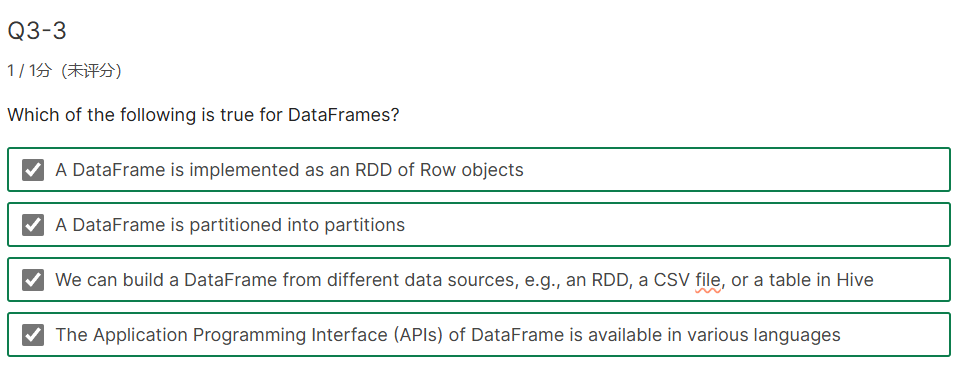 Q3-3
1 / 1分 (未评分)
Which of the following is true for DataFrames?
A DataFrame is implemented as an RDD of Row objects
A DataFrame is partitioned into partitions
We can build a DataFrame from different data sources, e.g., an RDD, a CSV file, or a table in Hive
The Application Programming Interface (APIs) of DataFrame is available in various languages